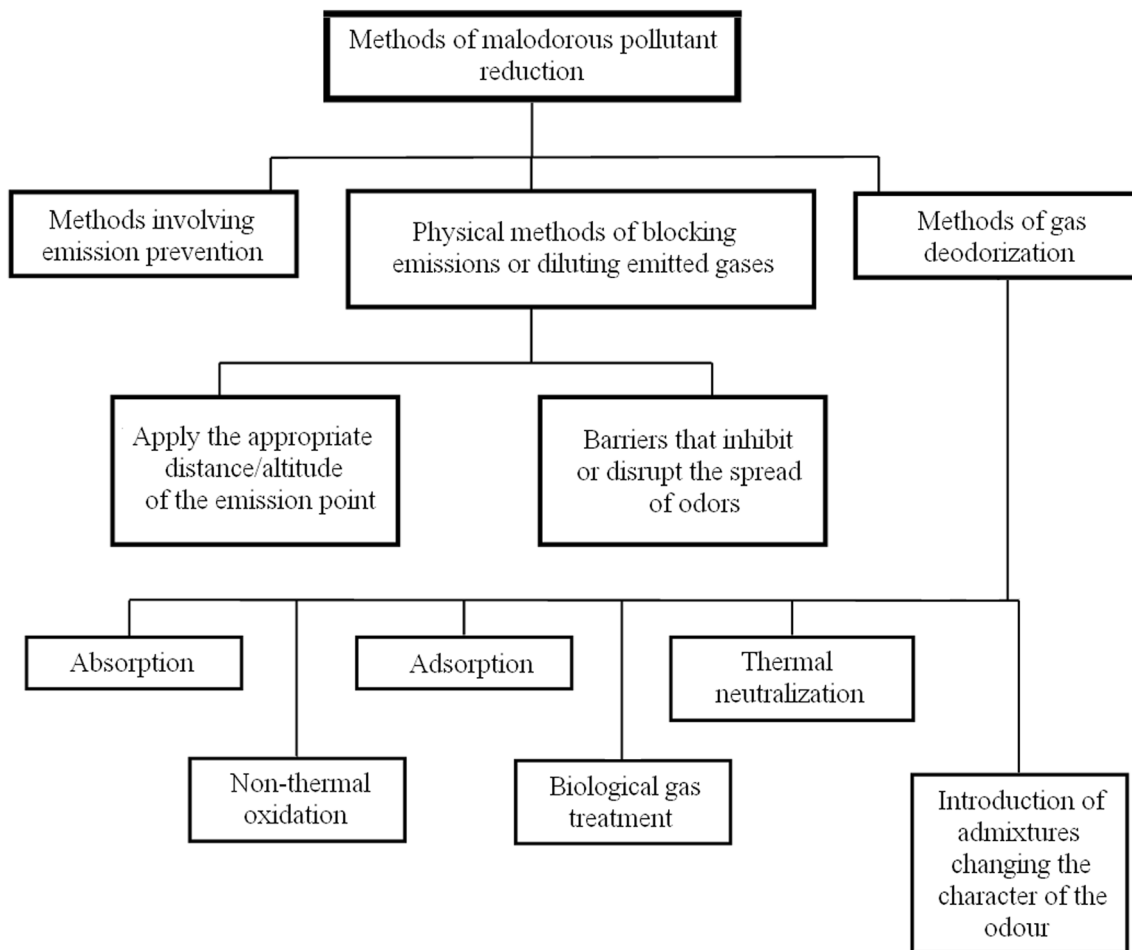 Methods of malodorous pollutant
reduction
Methods involving
emission prevention
Physical methods of blocking
emissions or diluting emitted gases
Methods of gas
deodorization
Apply the appropriate
distance/altitude
of the emission point
Barriers that inhibit
or disrupt the spread
of odors
Absorption
Adsorption
Thermal
neutralization
Non-thermal
oxidation
Biological gas
treatment
Introduction of
admixtures
changing the
character of the
odour